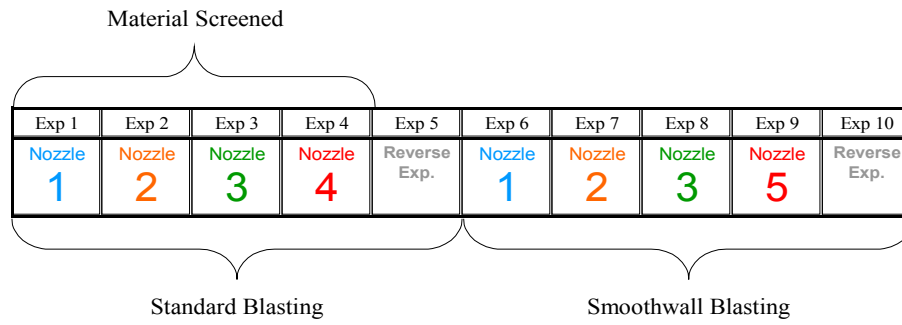 Material Screened
Exp 1 Exp 2 Exp 3 Exp 4 Exp 5 Exp 6 Exp 7 Exp 8 Exp 9 Exp 10
Nozzle Nozzle Nozzle Nozzle Reverse Nozzle Nozzle Nozzle Nozzle Reverse
1 2 3 4 Exp. 1 2 3 5 Exp.
Standard Blasting Smoothwall Blasting